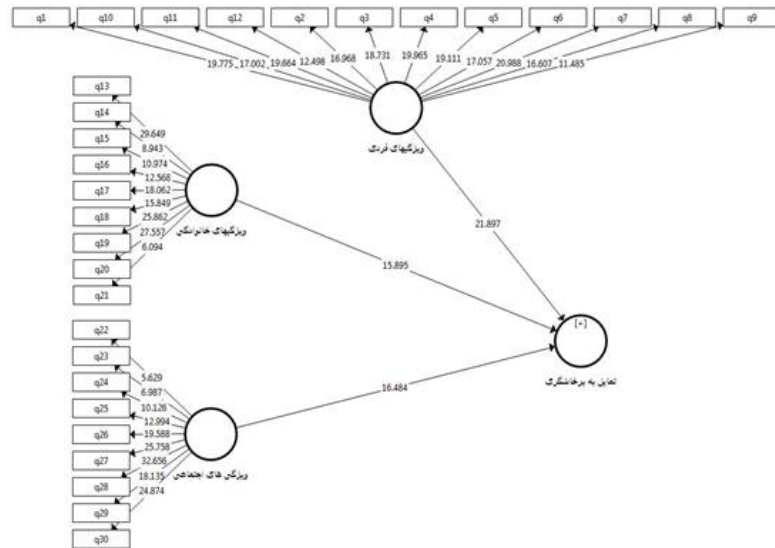 q1 q10 q11 q12 q2 q3 q4 q5 q6 q7 q8 q9
19.775 17.002 19.664 12.498 16.968 18.731 19.965 19.111 17.057 20.988 16.607 11.485
ویژگیهای فردی
q13
q14
q15
q16
q17
q18
q19
q20
q21
29.649
8.943
10.974
12.568
18.062
15.849
25.862
27.557
6.094
ویژگیهای خانوادگی
21.897
15.895
16.484
[+]
تمایل به پرخاشگری
q22
q23
q24
q25
q26
q27
q28
q29
q30
5.629
6.987
10.126
12.994
19.588
25.758
32.656
18.135
24.874
ویژگی های اجتماعی